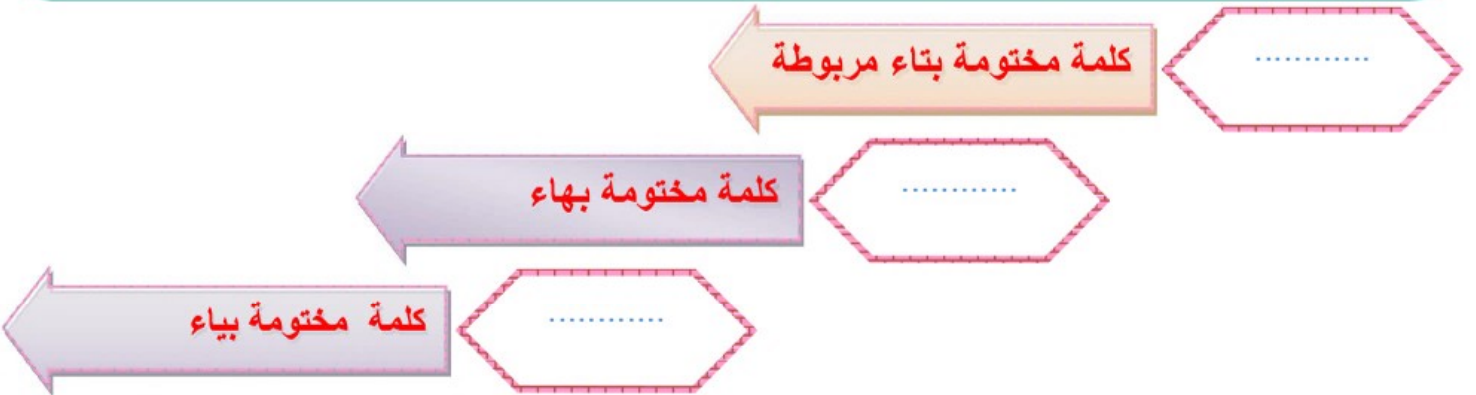 ............
كلمة مختومة بتاء مربوطة
............
كلمة مختومة بهاء
............
كلمة مختومة بياء